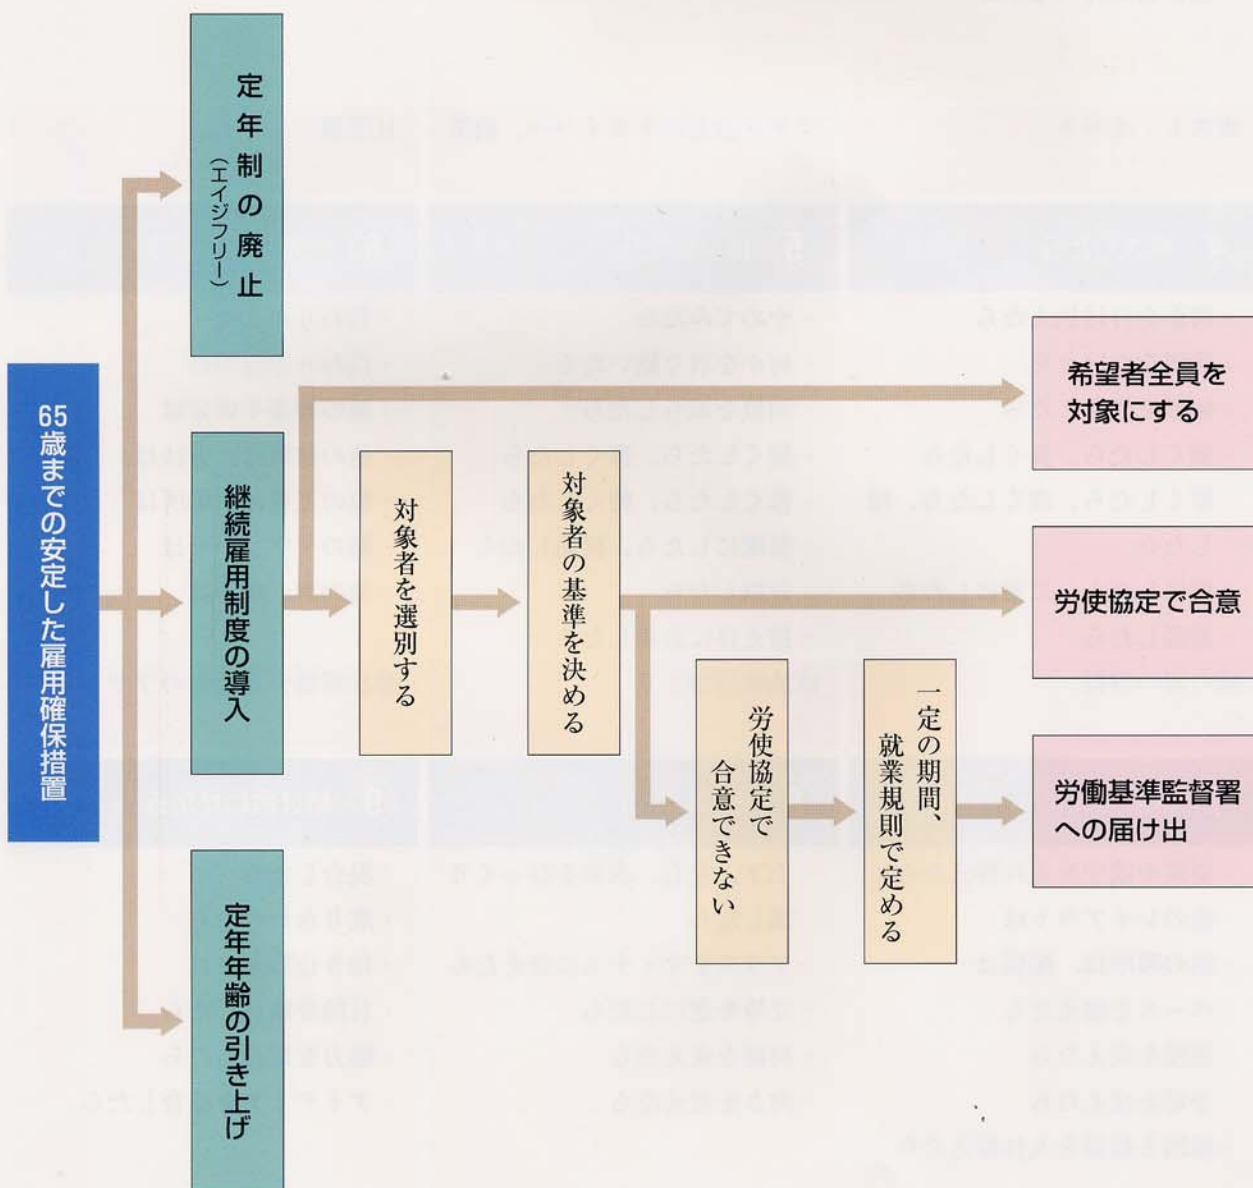 65歳までの安定した雇用確保措置
定年制の廃止
(エイジフリー)
継続雇用制度の導入
定年年齢の引き上げ
対象者を選別する
対象者の基準を決める
労使協定で
合意できない
一定の期間、
就業規則で定める
希望者全員を
対象にする
労使協定で合意
労働基準監督署
への届け出